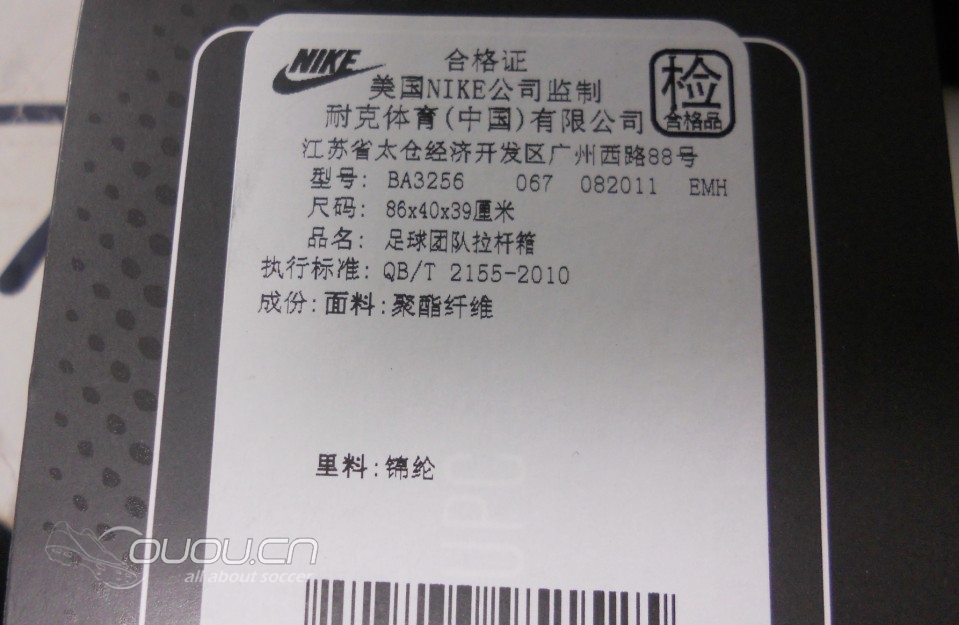 NIKE
合格证
美国NIKE公司监制
耐克体育(中国)有限公司
检
合格品
江苏省太仓经济开发区广州西路88号
型号: BA3256 067 082011 EMH
尺码: 86x40x39厘米
品名: 足球团队拉杆箱
执行标准: QB/T 2155-2010
成份: 面料: 聚酯纤维
里料: 锦纶
UPC
ouou.cn
all about soccer